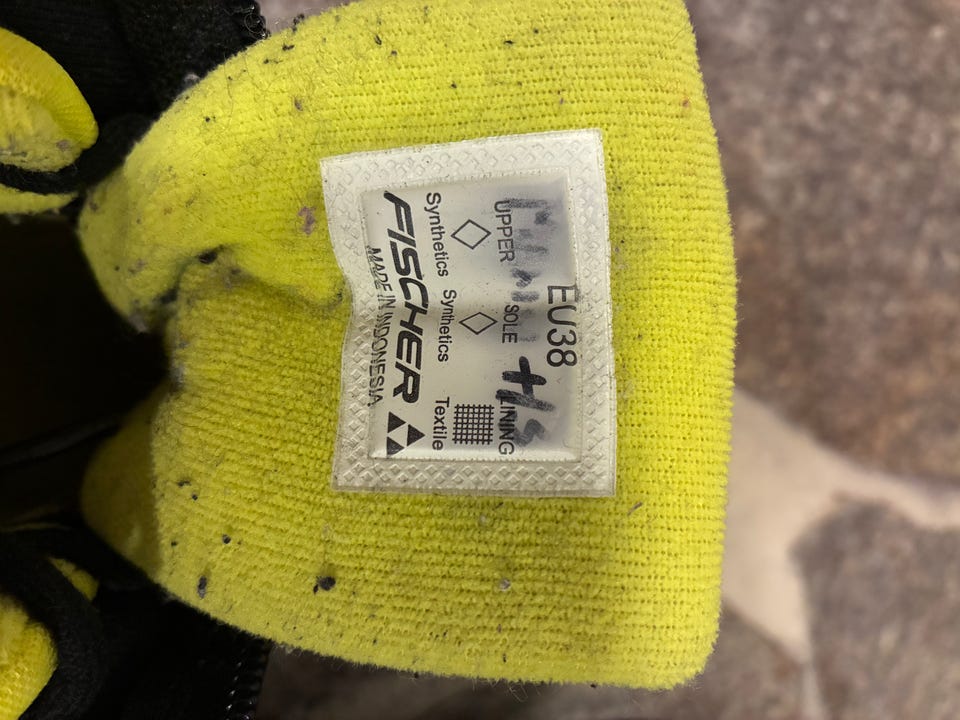 EU38
UPPER SOLE LINING
Synthetics Synthetics Textile
FISCHER
MADE IN INDONESIA